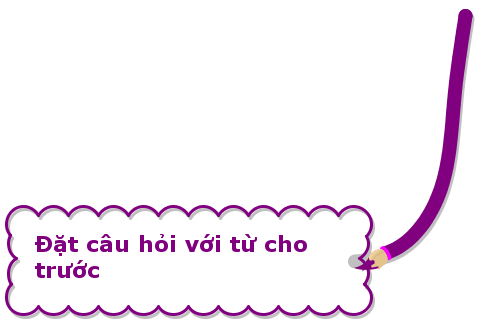 Đặt câu hỏi với từ cho
trước